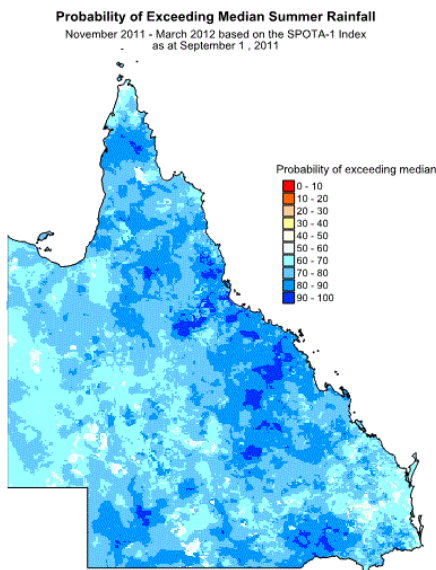 Probability of Exceeding Median Summer Rainfall
November 2011 - March 2012 based on the SPOTA-1 Index
as at September 1 , 2011
Probability of exceeding median
0 - 10
10 - 20
20 - 30
30 - 40
40 - 50
50 - 60
60 - 70
70 - 80
80 - 90
90 - 100